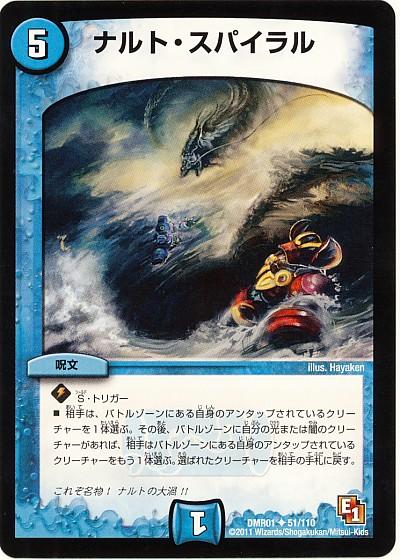 5
ナルト・スパイラル
呪文
illus. Hayaken
S・トリガー
■ 相手は、バトルゾーンにある自身のアンタップされているクリー
チャーを1体選ぶ。その後、バトルゾーンに自分の光または闇のクリ
ーチャーがあれば、相手はバトルゾーンにある自身のアンタップされている
クリーチャーをもう1体選ぶ。選ばれたクリーチャーを相手の手札に戻す。
これぞ名物！ ナルトの大渦!!
1
DMR01 ◆ 51/110
©2011 Wizards/Shogakukan/Mitsui-Kids
E1